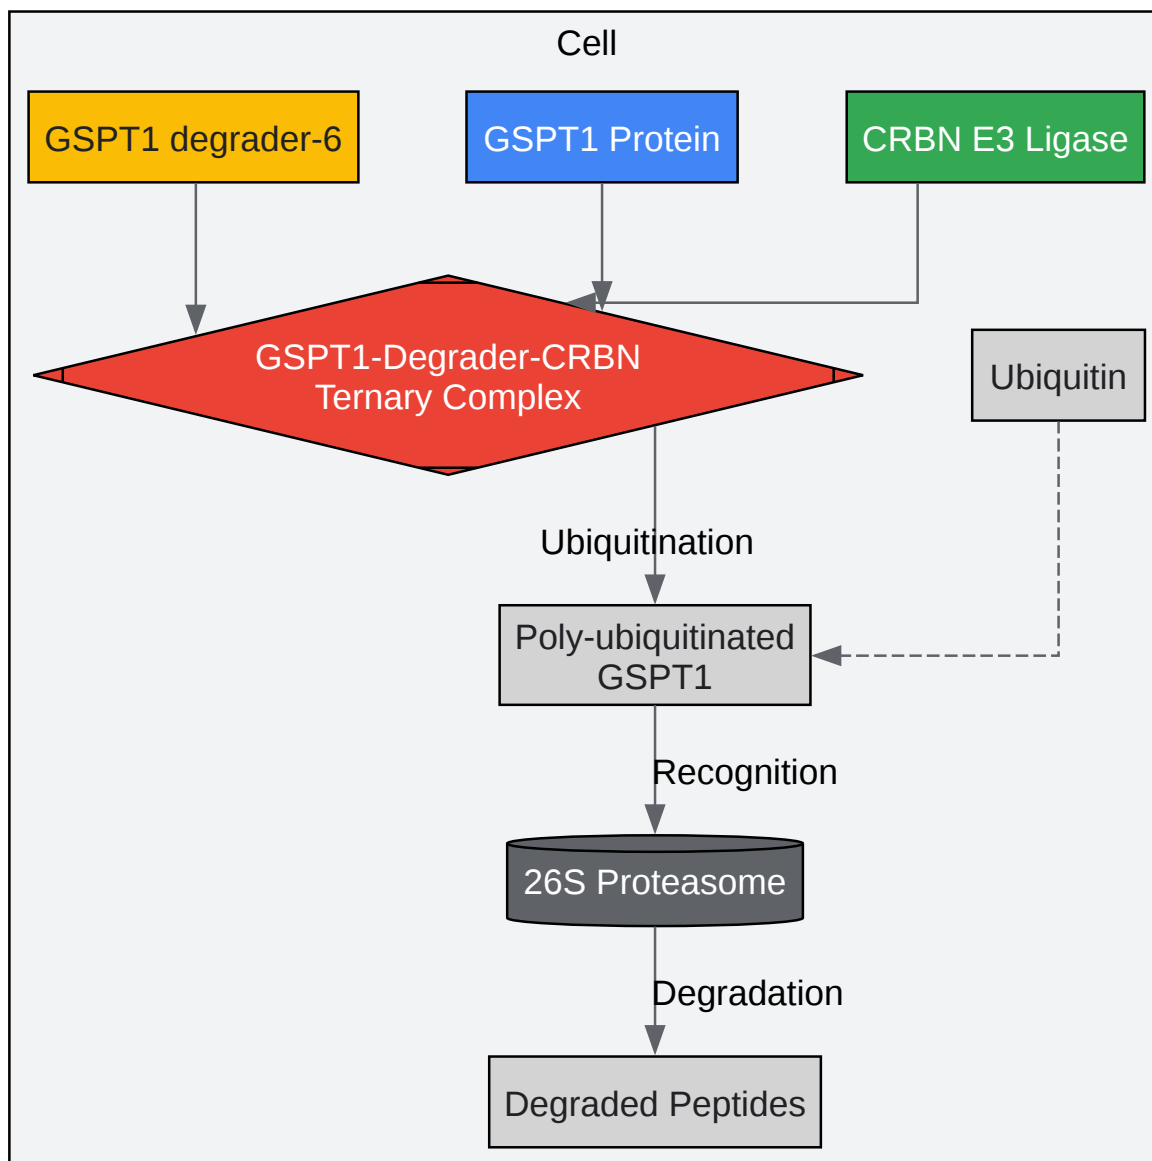 Cell
GSPT1 degrader-6
GSPT1 Protein
CRBN E3 Ligase
GSPT1-Degrader-CRBN
Ternary Complex
Ubiquitin
Ubiquitination
Poly-ubiquitinated
GSPT1
Recognition
26S Proteasome
Degradation
Degraded Peptides